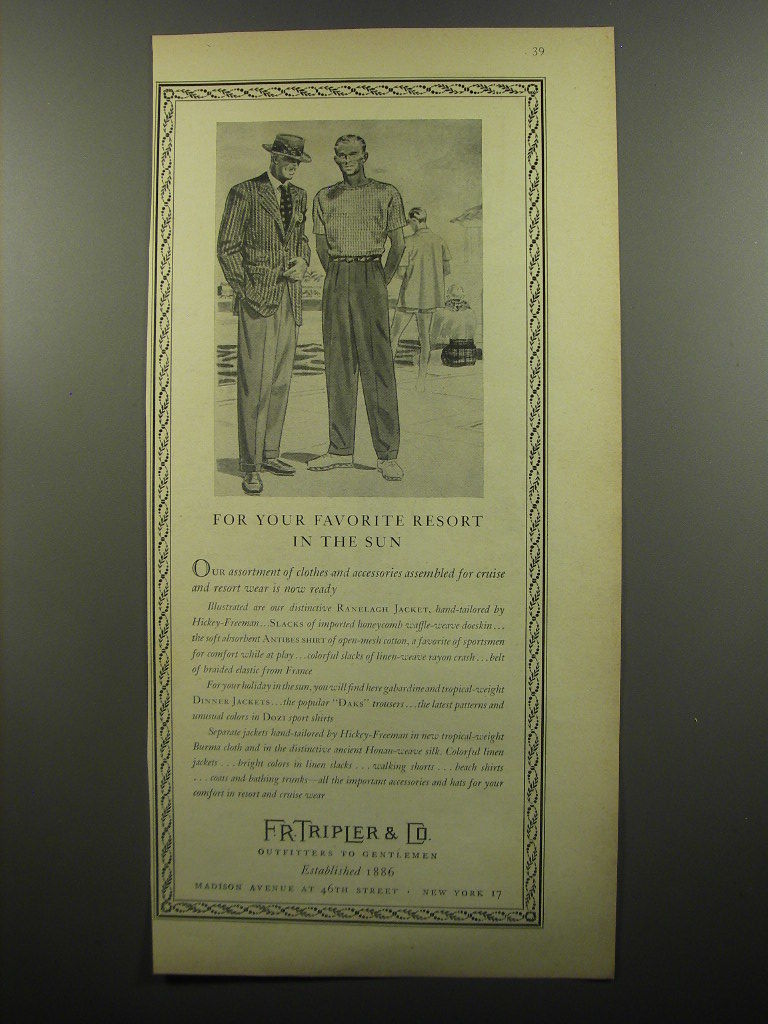 39
FOR YOUR FAVORITE RESORT
IN THE SUN
OUR assortment of clothes and accessories assembled for cruise
and resort wear is now ready
Illustrated are our distinctive RANELAGH JACKET, hand-tailored by
Hickey-Freeman...SLACKS of imported honeycomb waffle-weave doeskin...
the soft absorbent ANTIBES SHIRT of open-mesh cotton, a favorite of sportsmen
for comfort while at play...colorful slacks of linen-weave rayon crash...belt
of braided elastic from France
For your holiday in the sun, you will find here gabardine and tropical-weight
DINNER JACKETS...the popular "DAKS" trousers...the latest patterns and
unusual colors in DOZI sport shirts
Separate jackets hand-tailored by Hickey-Freeman in new tropical-weight
Burma cloth and in the distinctive ancient Honan-weave silk. Colorful linen
jackets . . . bright colors in linen slacks . . . walking shorts . . . beach shirts
. . . coats and bathing trunks—all the important accessories and hats for your
comfort in resort and cruise wear
F.R.TRIPLER & CO.
OUTFITTERS TO GENTLEMEN
Established 1886
MADISON AVENUE AT 46TH STREET · NEW YORK 17